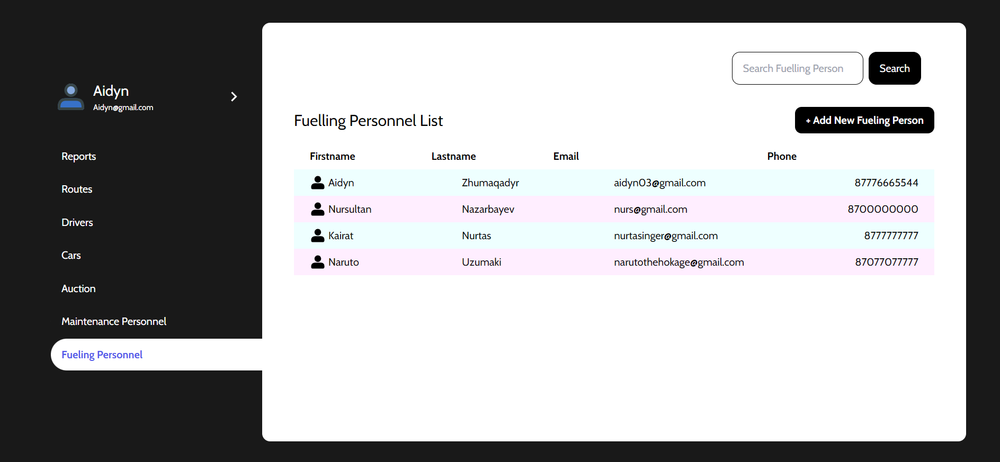 Aidyn
Aidyn@gmail.com
Reports
Routes
Drivers
Cars
Auction
Maintenance Personnel
Fueling Personnel
Search Fuelling Person Search
Fuelling Personnel List + Add New Fueling Person
Firstname Lastname Email Phone
Aidyn Zhumaqadyr aidyn03@gmail.com 87776665544
Nursultan Nazarbayev nurs@gmail.com 8700000000
Kairat Nurtas nurtasinger@gmail.com 8777777777
Naruto Uzumaki narutothehokage@gmail.com 87077077777